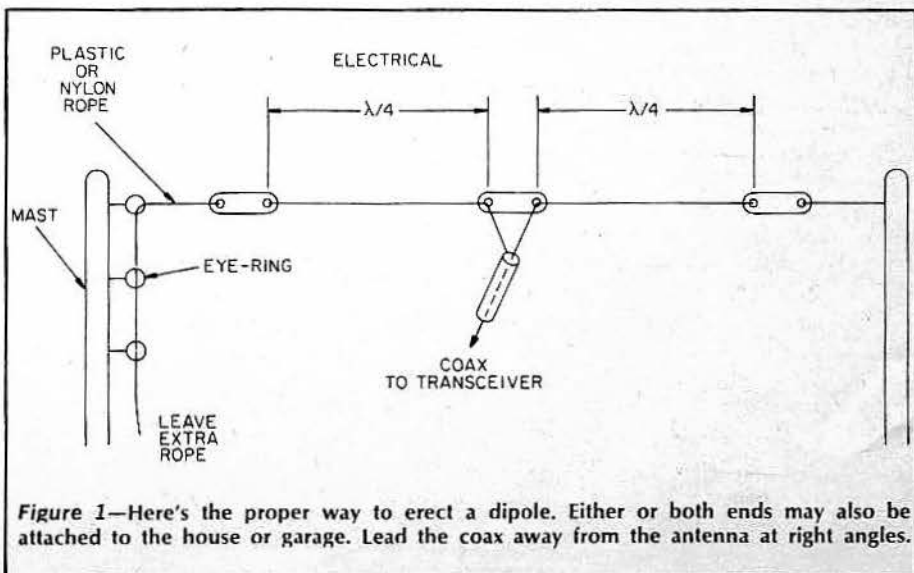 PLASTIC
OR
NYLON
ROPE
ELECTRICAL
λ/4
λ/4
MAST
EYE-RING
COAX
TO TRANSCEIVER
LEAVE
EXTRA
ROPE
Figure 1—Here's the proper way to erect a dipole. Either or both ends may also be
attached to the house or garage. Lead the coax away from the antenna at right angles.